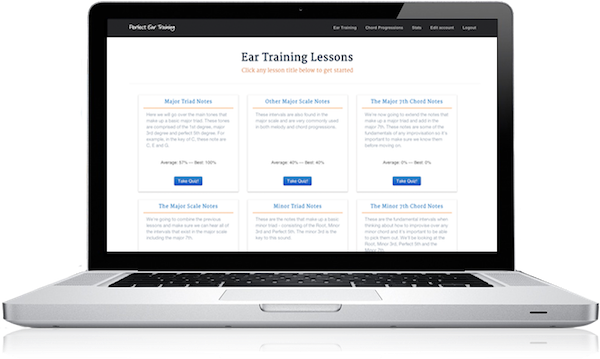 Perfect Ear Training
Ear Training Chord Progressions Stats Edit account Logout
Ear Training Lessons
Click any lesson title below to get started
Major Triad Notes
Here we will go over the main tones that
make up a basic major triad. These tones
are comprised of the 1st degree, major
3rd degree and perfect 5th degree. For
example, in the key of C, these note are
C, E and G.
Average: 57% — Best: 100%
Take Quiz!
Other Major Scale Notes
These intervals are also found in the
major scale and are very commonly used
in both melody and chord progressions.
Average: 40% — Best: 40%
Take Quiz!
The Major 7th Chord Notes
We're now going to extend the notes that
make up a major triad and add in the
major 7th. These notes are some of the
fundamentals of any improvisation so it's
important to make sure we know them
before moving on.
Average: 0% — Best: 0%
Take Quiz!
The Major Scale Notes
We're going to combine the previous
lessons and make sure we can hear all of
the intervals that exist in the major scale
including the major 7th.
Minor Triad Notes
These are the notes that make up a basic
minor triad - consisting of the Root, Minor
3rd and Perfect 5th. The minor 3rd is the
key to this sound.
The Minor 7th Chord Notes
These are the fundamental intervals when
thinking about how to improvise over any
minor chord and it's important to be able
to pick them out. We'll be looking at the
Root, Minor 3rd, Perfect 5th and the
Minor 7th.